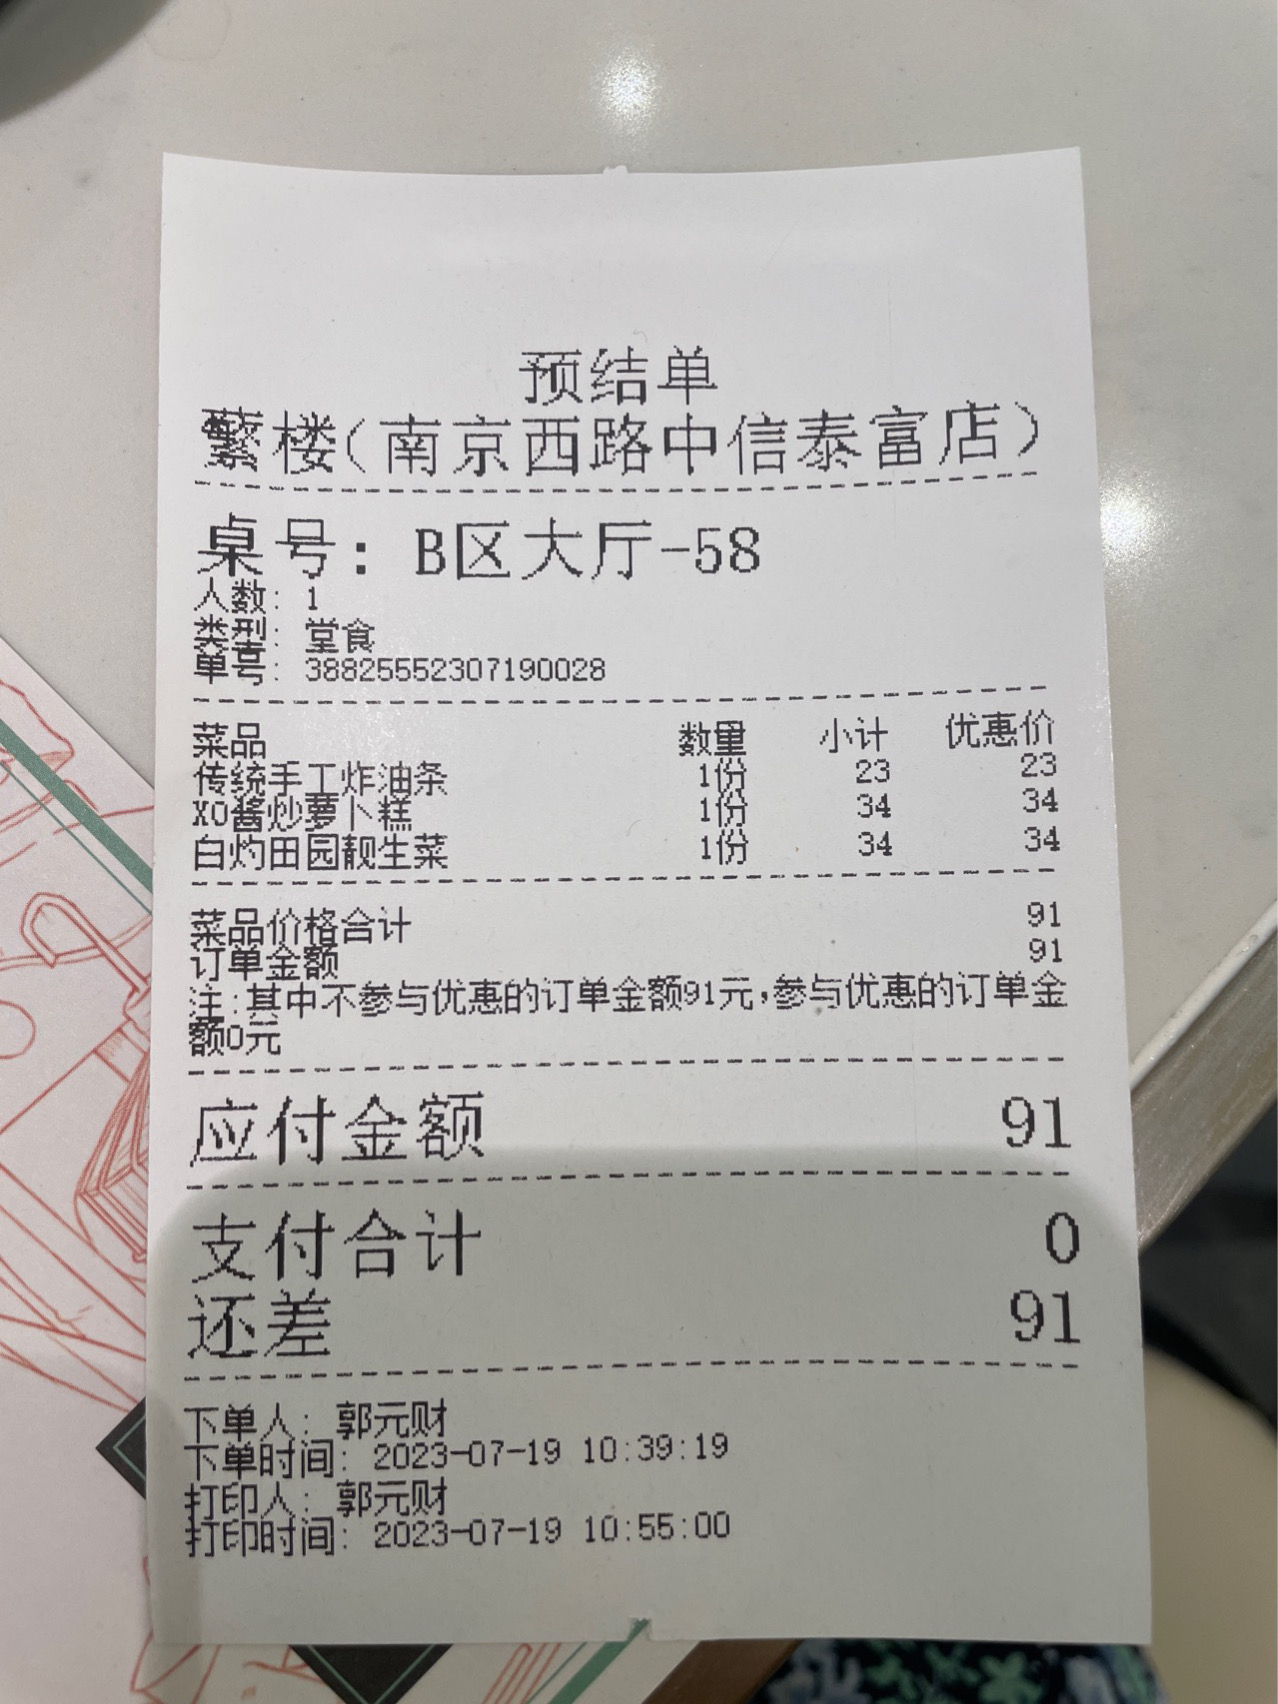 预结单
繁楼(南京西路中信泰富店)
桌号: B区大厅-58
人数: 1
类型: 堂食
单号: 388255552307190028
菜品 数量 小计 优惠价
传统手工炸油条 1份 23 23
XO酱炒萝卜糕 1份 34 34
白灼田园靓生菜 1份 34 34
菜品价格合计 91
订单金额 91
注:其中不参与优惠的订单金额91元,参与优惠的订单金
额0元
应付金额 91
支付合计 0
还差 91
下单人: 郭元财
下单时间: 2023-07-19 10:39:19
打印人: 郭元财
打印时间: 2023-07-19 10:55:00